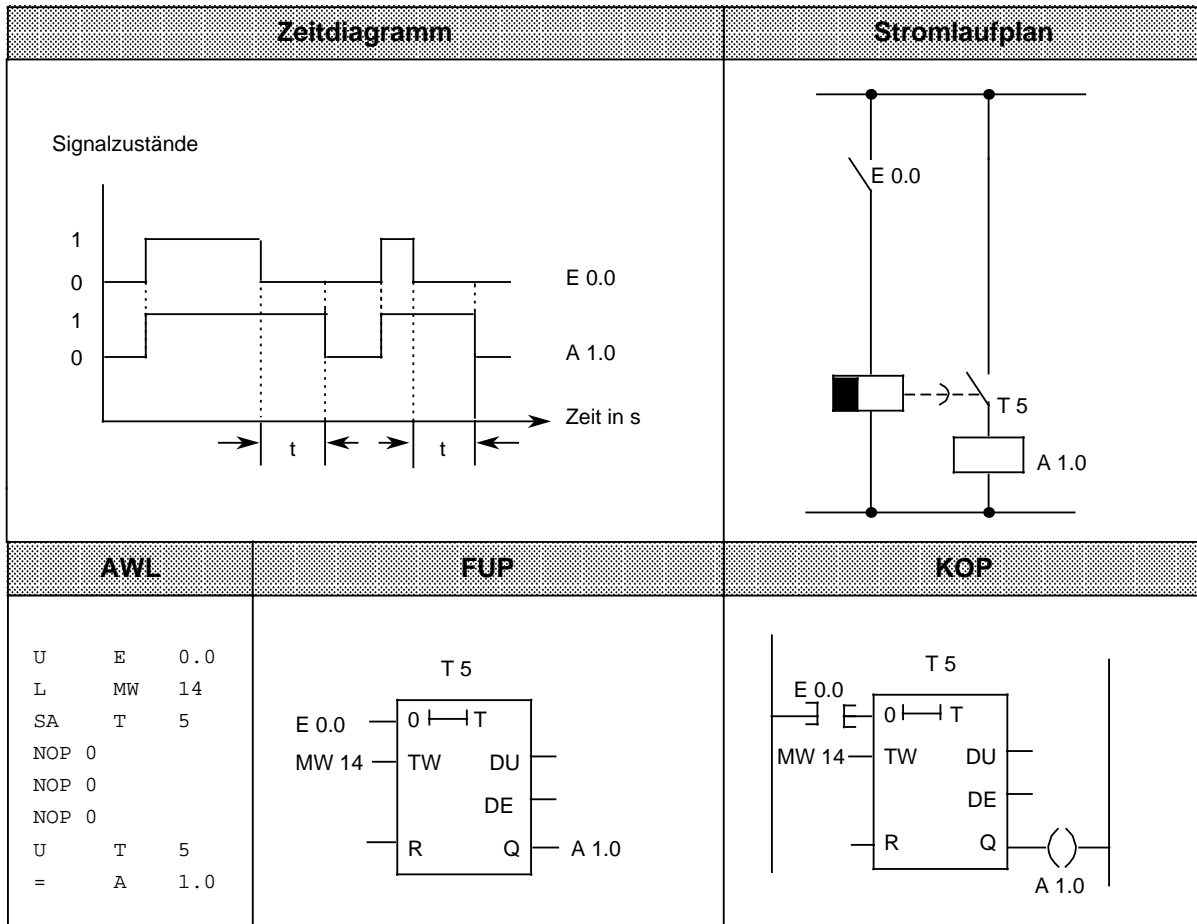 Zeitdiagramm
Stromlaufplan
Signalzustände
1
0
E 0.0
1
0
A 1.0
Zeit in s
t
t
E 0.0
T 5
A 1.0
AWL
FUP
KOP
U E 0.0
L MW 14
SA T 5
NOP 0
NOP 0
NOP 0
U T 5
= A 1.0
T 5
E 0.0
0 T
MW 14
TW DU
DE
R Q
A 1.0
T 5
E 0.0
0 T
MW 14
TW DU
DE
R Q
A 1.0